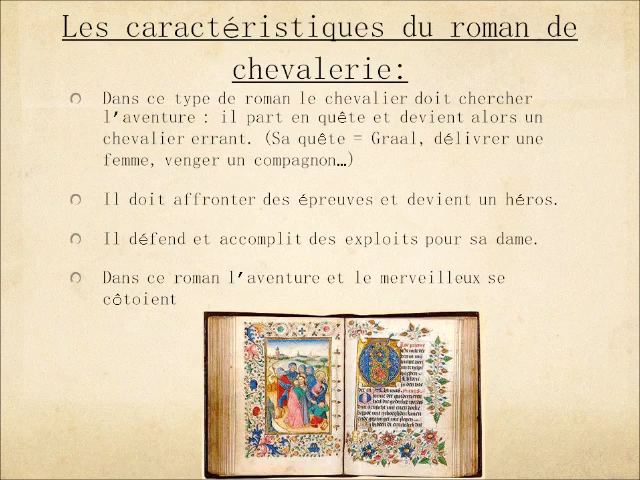 Les caractéristiques du roman de
chevalerie:
Dans ce type de roman le chevalier doit chercher
l’aventure : il part en quête et devient alors un
chevalier errant. (Sa quête = Graal, délivrer une
femme, venger un compagnon…)
Il doit affronter des épreuves et devient un héros.
Il défend et accomplit des exploits pour sa dame.
Dans ce roman l’aventure et le merveilleux se
côtoient